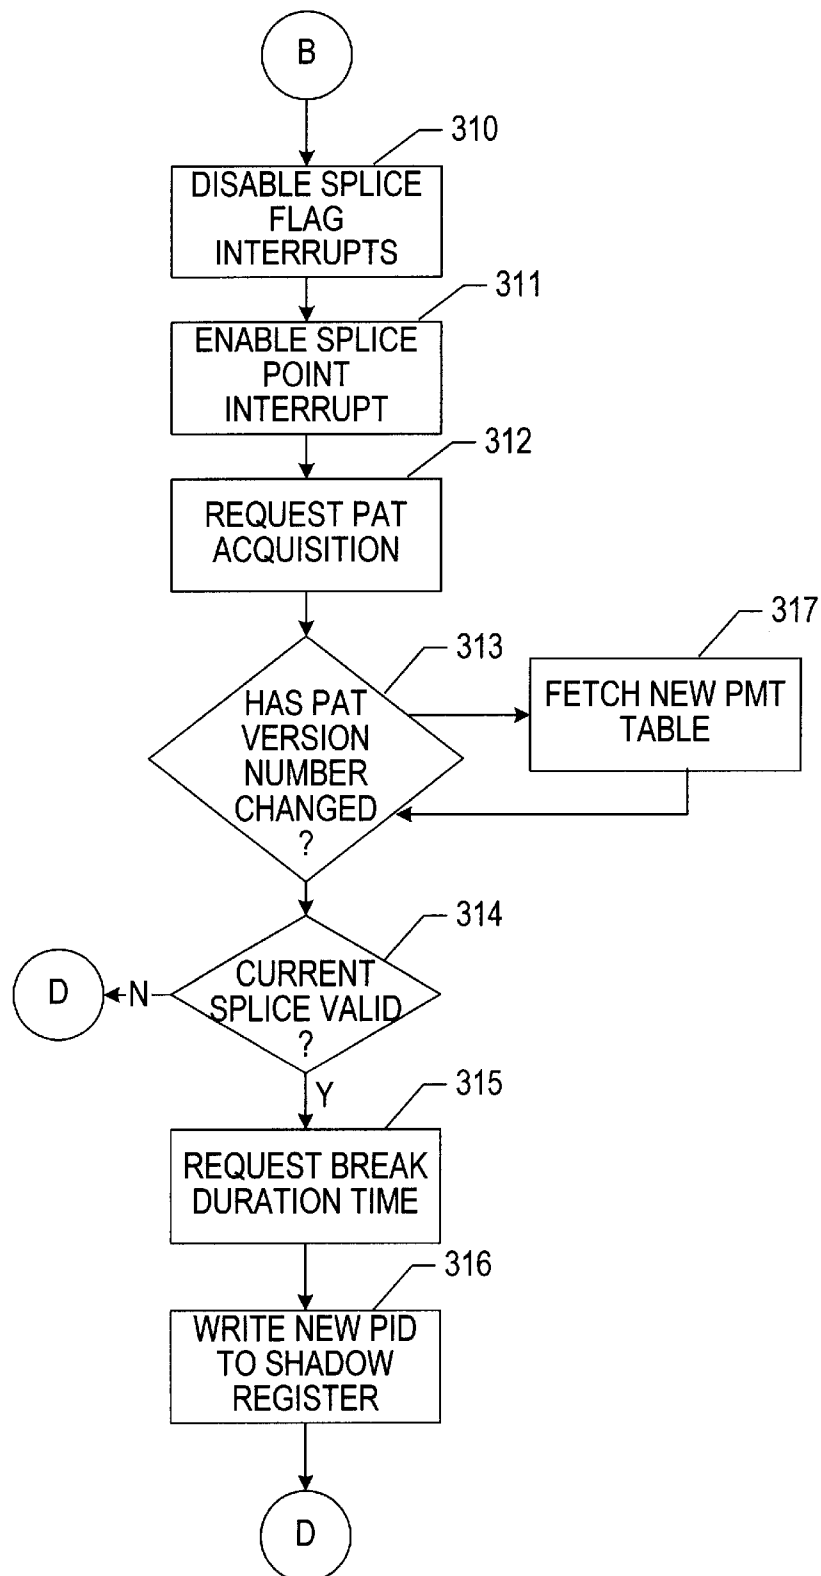 B
310
DISABLE SPLICE
FLAG
INTERRUPTS
311
ENABLE SPLICE
POINT
INTERRUPT
312
REQUEST PAT
ACQUISITION
313
HAS PAT
VERSION
NUMBER
CHANGED
?
317
FETCH NEW PMT
TABLE
314
CURRENT
SPLICE VALID
?
N
D
Y
315
REQUEST BREAK
DURATION TIME
316
WRITE NEW PID
TO SHADOW
REGISTER
D